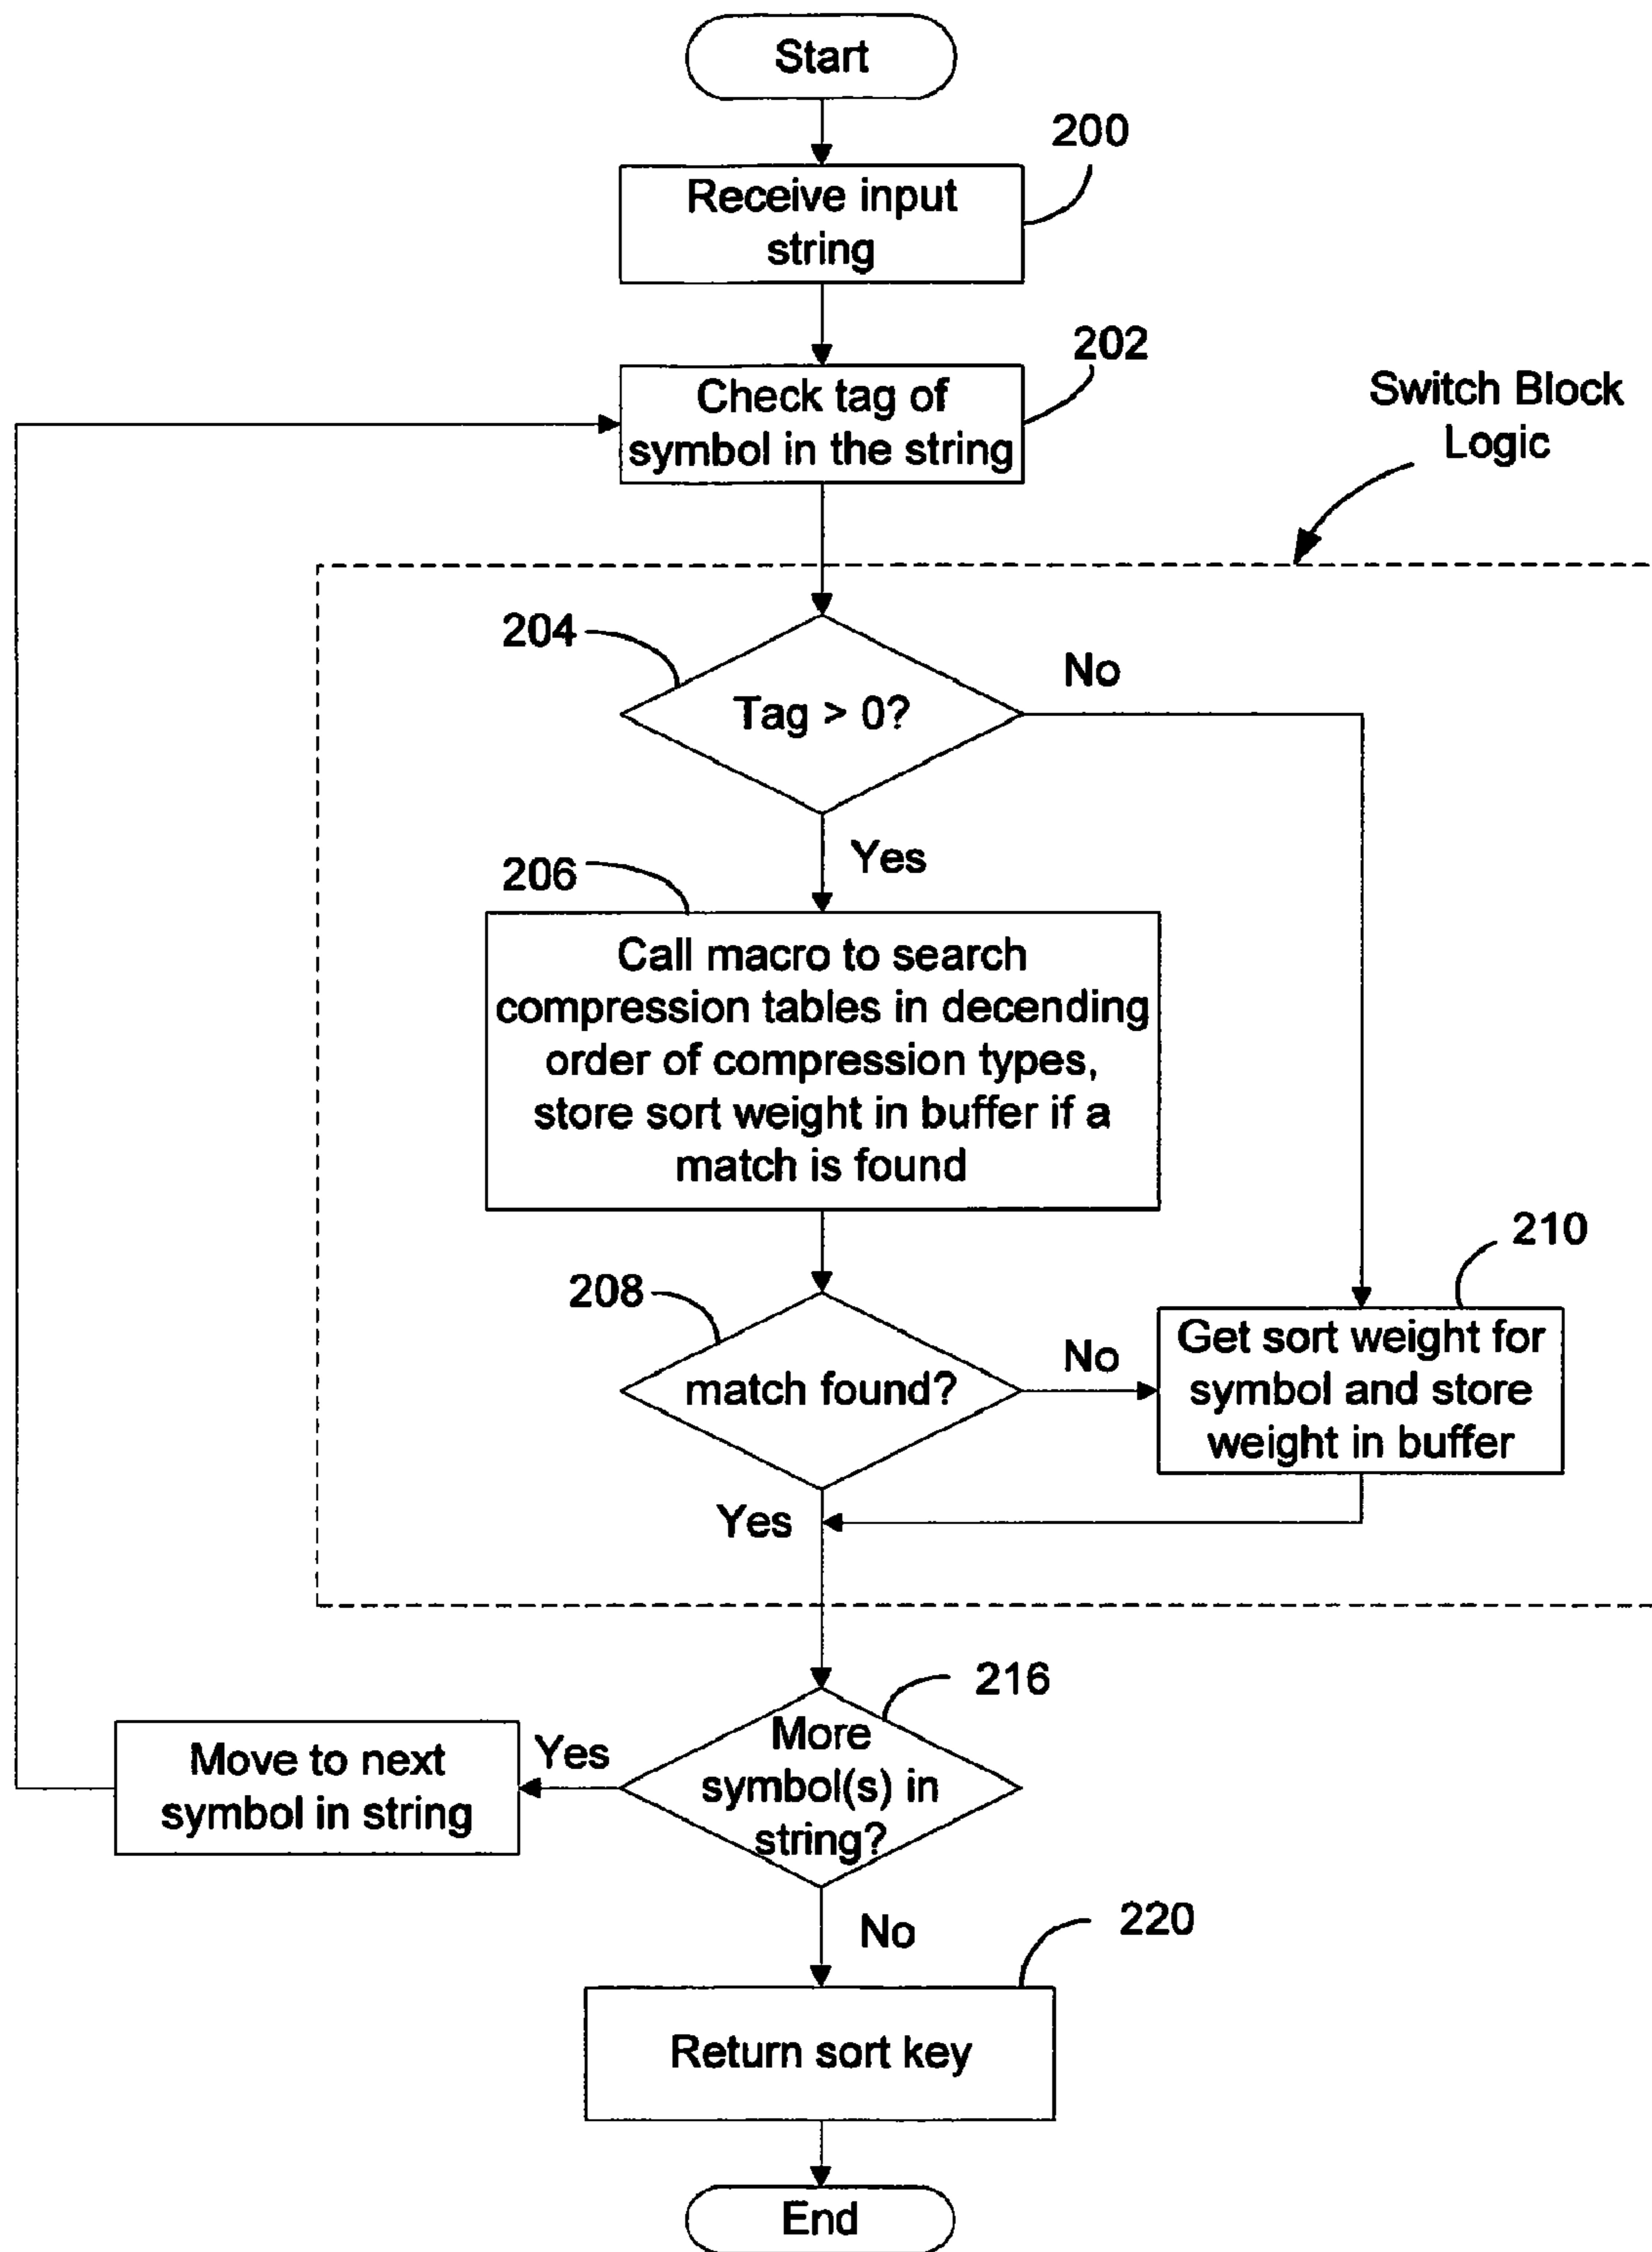 Start
200
Receive input
string
202
Check tag of
symbol in the string
Switch Block
Logic
204
Tag > 0?
No
Yes
206
Call macro to search
compression tables in decending
order of compression types,
store sort weight in buffer if a
match is found
208
match found?
No
210
Get sort weight for
symbol and store
weight in buffer
Yes
216
More
symbol(s) in
string?
Yes
Move to next
symbol in string
No
220
Return sort key
End